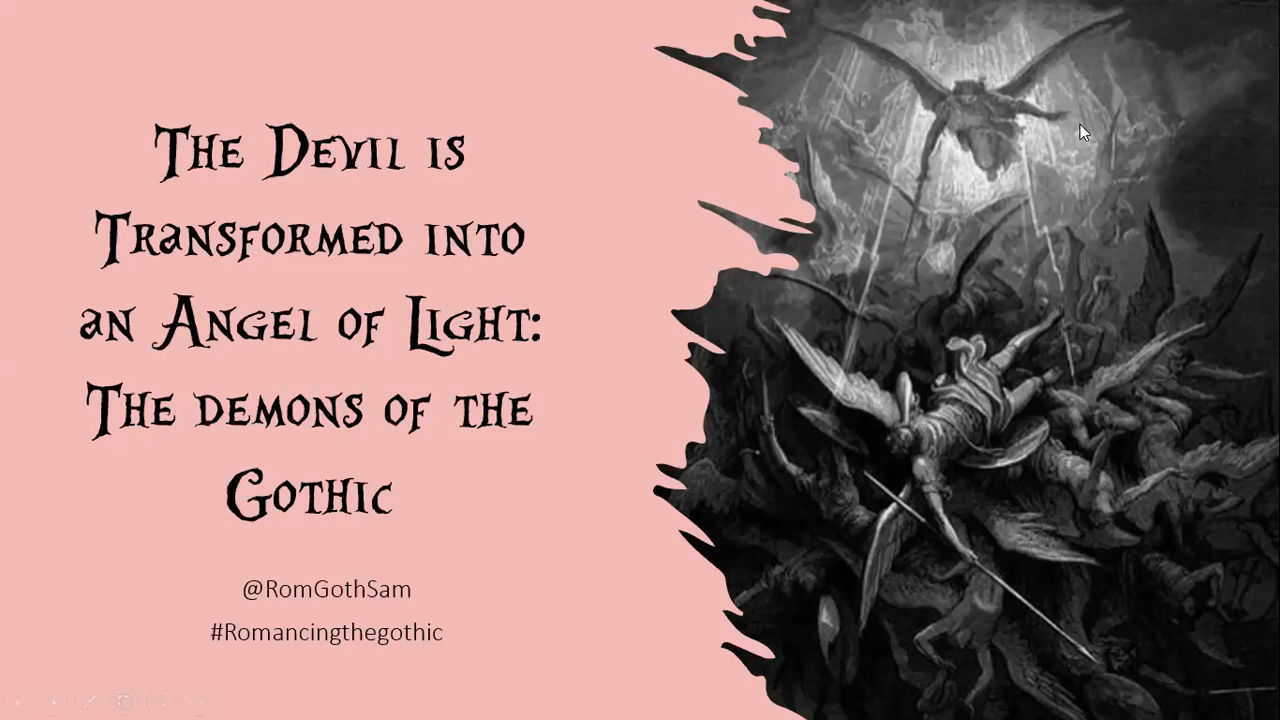 The Devil is
Transformed into
an Angel of Light:
The demons of the
Gothic
@RomGothSam
#Romancingthegothic